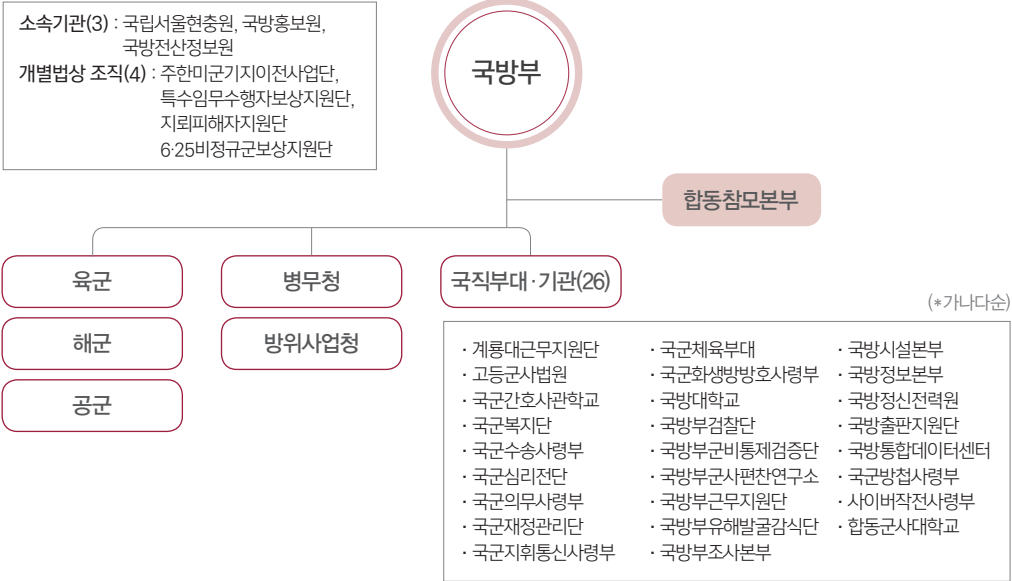 소속기관(3) : 국립서울현충원, 국방홍보원,
국방전산정보원
개별법상 조직(4) : 주한미군기지이전사업단,
특수임무수행자보상지원단,
지뢰피해자지원단
6·25비정규군보상지원단
국방부
합동참모본부
육군
해군
공군
병무청
방위사업청
국직부대·기관(26)
(*가나다순)
· 계룡대근무지원단
· 고등군사법원
· 국군간호사관학교
· 국군복지단
· 국군수송사령부
· 국군심리전단
· 국군의무사령부
· 국군재정관리단
· 국군지휘통신사령부
· 국군체육부대
· 국군화생방방호사령부
· 국방대학교
· 국방부검찰단
· 국방부군비통제검증단
· 국방부군사편찬연구소
· 국방부근무지원단
· 국방부유해발굴감식단
· 국방부조사본부
· 국방시설본부
· 국방정보본부
· 국방정신전력원
· 국방출판지원단
· 국방통합데이터센터
· 국군방첩사령부
· 사이버작전사령부
· 합동군사대학교